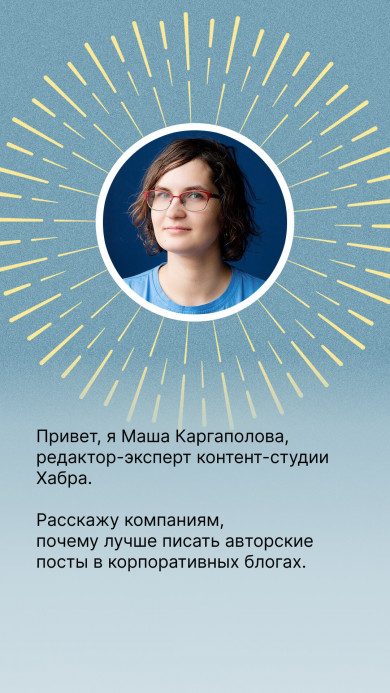 Привет, я Маша Каргаполова,
редактор-эксперт контент-студии
Хабра.
Расскажу компаниям,
почему лучше писать авторские
посты в корпоративных блогах.